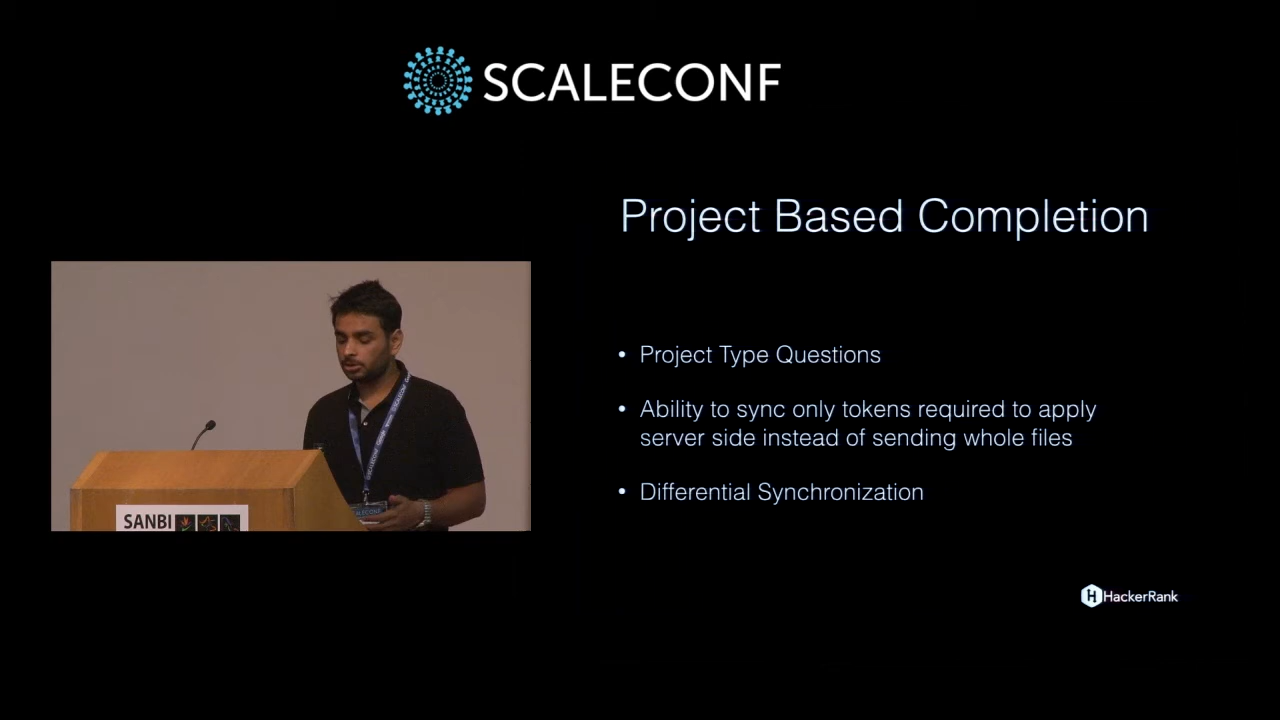 SCALECONF
Project Based Completion
• Project Type Questions
• Ability to sync only tokens required to apply
server side instead of sending whole files
• Differential Synchronization
HackerRank
SANBI
SCALECONF